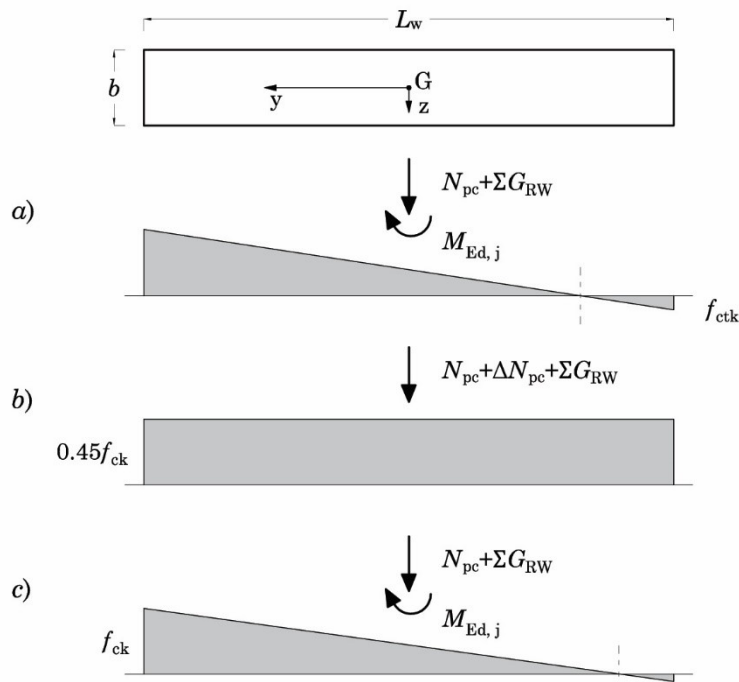 L_w
b
G
y
z
N_pc+ΣG_RW
a)
M_Ed, j
f_ctk
N_pc+ΔN_pc+ΣG_RW
b)
0.45f_ck
N_pc+ΣG_RW
c)
M_Ed, j
f_ck